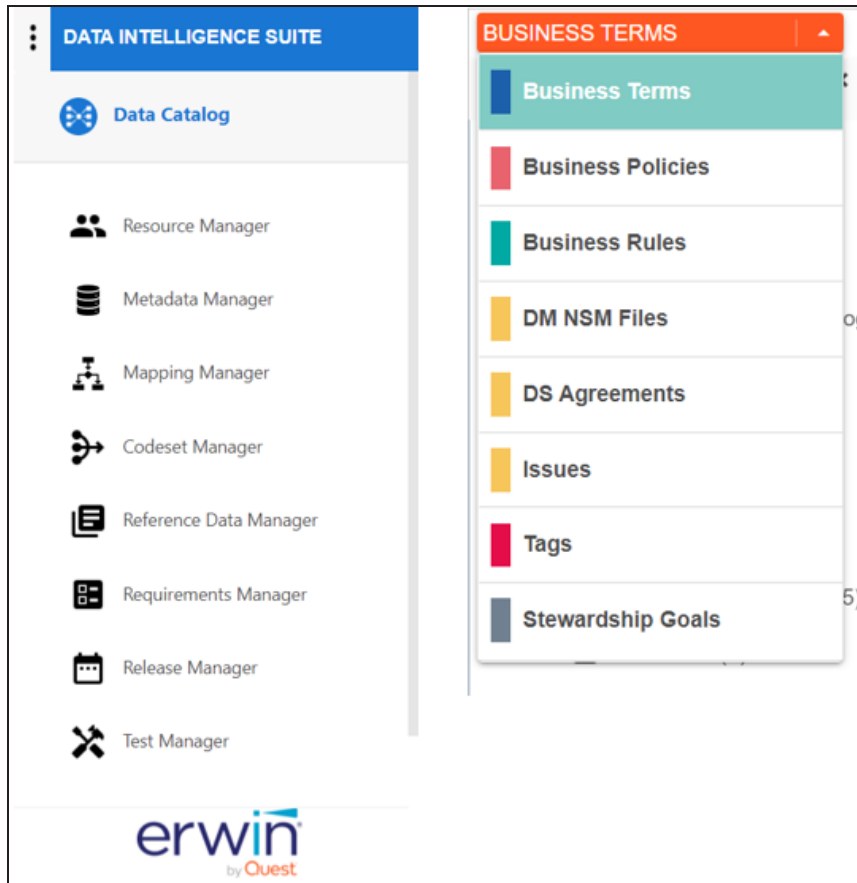 DATA INTELLIGENCE SUITE
Data Catalog
Resource Manager
Metadata Manager
Mapping Manager
Codeset Manager
Reference Data Manager
Requirements Manager
Release Manager
Test Manager
erwin
by Quest
BUSINESS TERMS
Business Terms
Business Policies
Business Rules
DM NSM Files
DS Agreements
Issues
Tags
Stewardship Goals
5)